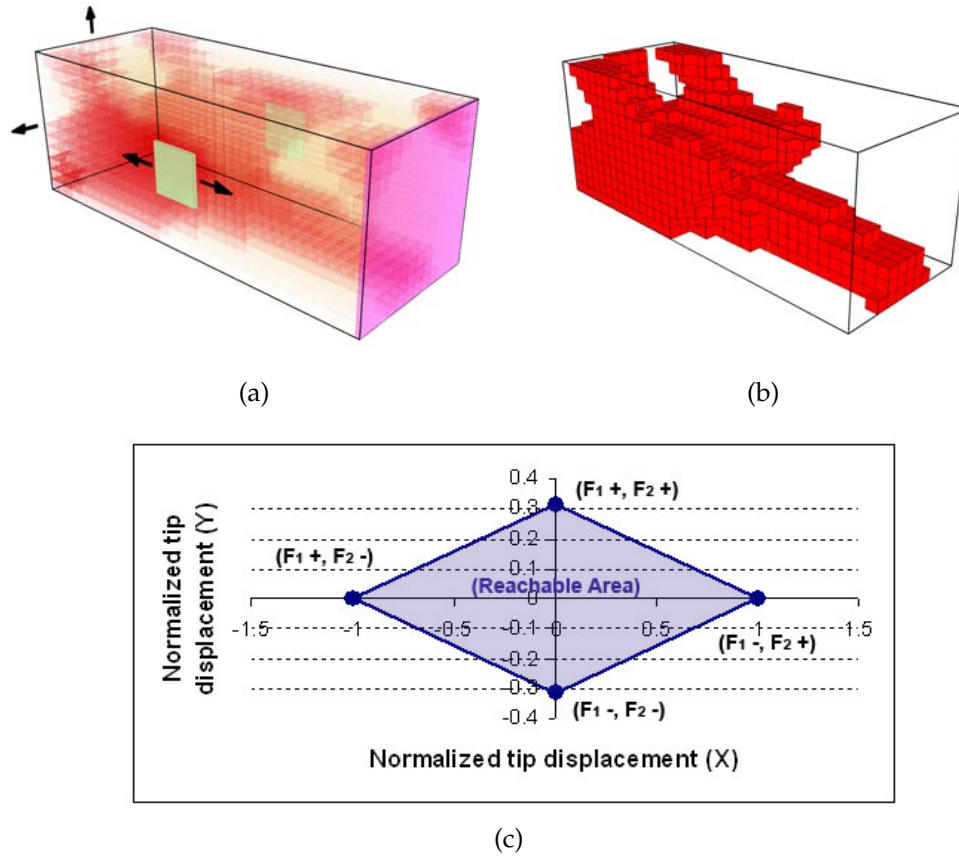 (a)
(b)
Normalized tip
displacement (Y)
0.4
(F₁ +, F₂ +)
0.3
0.2
(F₁ +, F₂ -)
0.1
(Reachable Area)
0
-1.5 -1 -0.5 0 0.5 1 1.5
-0.1
(F₁ -, F₂ +)
-0.2
-0.3
(F₁ -, F₂ -)
-0.4
Normalized tip displacement (X)
(c)